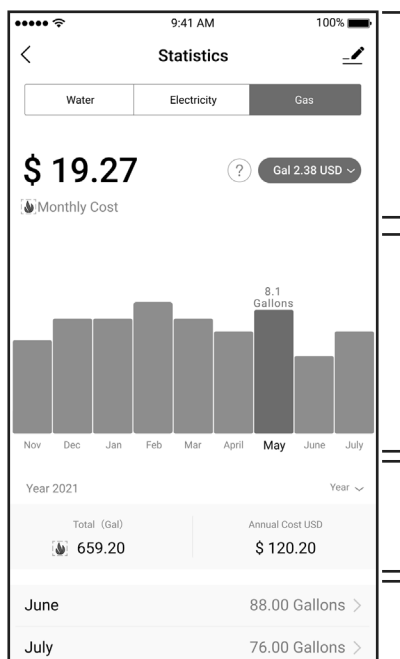 9:41 AM 100%
Statistics
Water Electricity Gas
$ 19.27 ? Gal 2.38 USD
Monthly Cost
8.1
Gallons
Nov Dec Jan Feb Mar April May June July
Year 2021 Year
Total (Gal) Annual Cost USD
659.20 $ 120.20
June 88.00 Gallons
July 76.00 Gallons